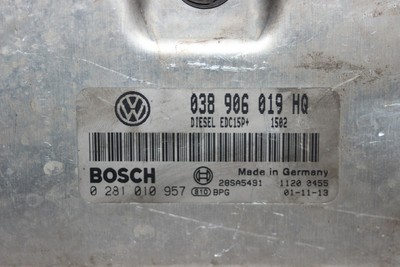 038 906 019 HQ
DIESEL EDC15P+ 1502
BOSCH
Made in Germany
28SA5491 1120 0455
0 281 010 957 610 BPG 01-11-13